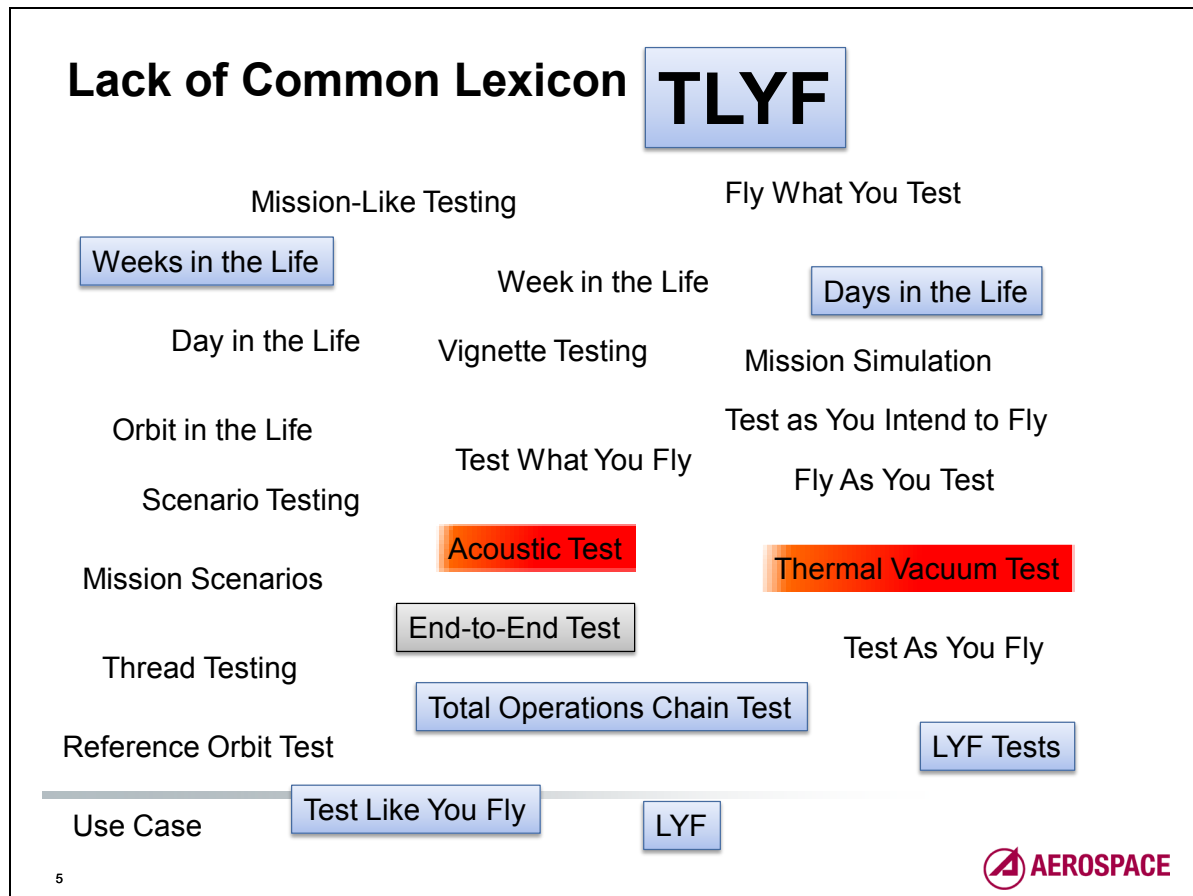 Lack of Common Lexicon TLYF
Mission-Like Testing
Fly What You Test
Weeks in the Life
Week in the Life
Days in the Life
Day in the Life
Vignette Testing
Mission Simulation
Orbit in the Life
Test as You Intend to Fly
Test What You Fly
Fly As You Test
Scenario Testing
Acoustic Test
Thermal Vacuum Test
Mission Scenarios
End-to-End Test
Test As You Fly
Thread Testing
Total Operations Chain Test
Reference Orbit Test
LYF Tests
Test Like You Fly
Use Case
LYF
5
AEROSPACE